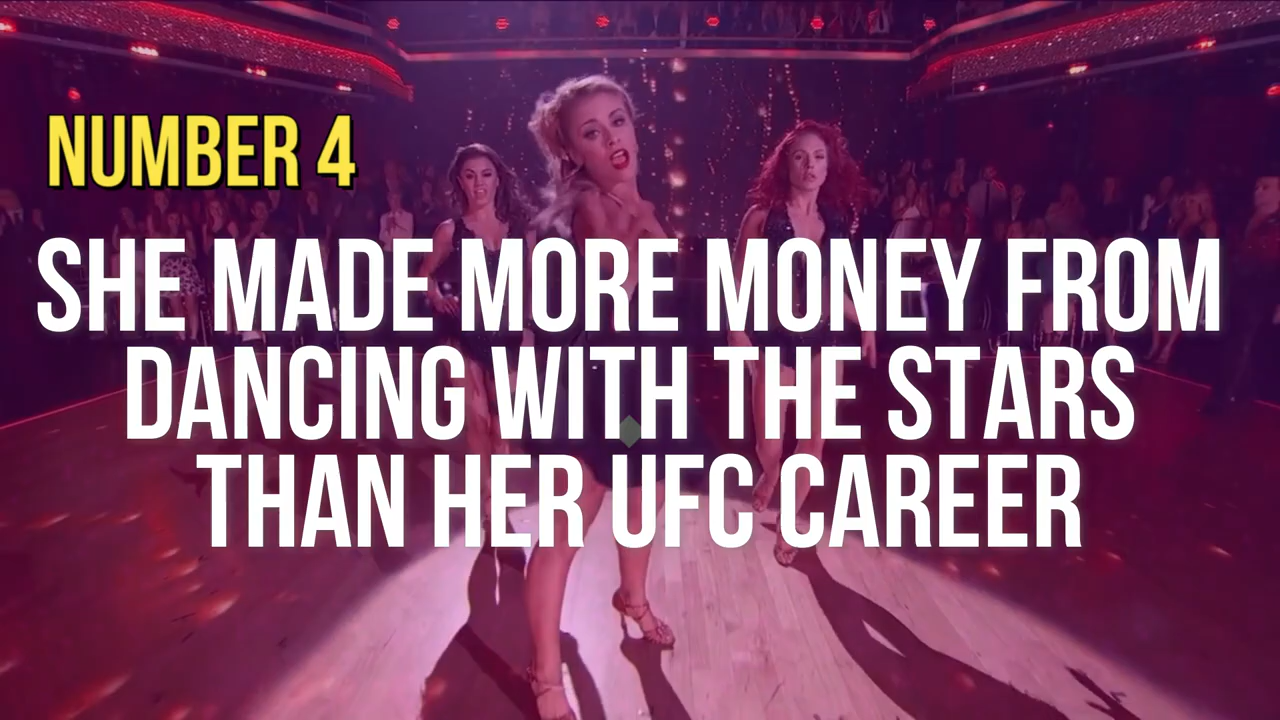 NUMBER 4
SHE MADE MORE MONEY FROM
DANCING WITH THE STARS
THAN HER UFC CAREER